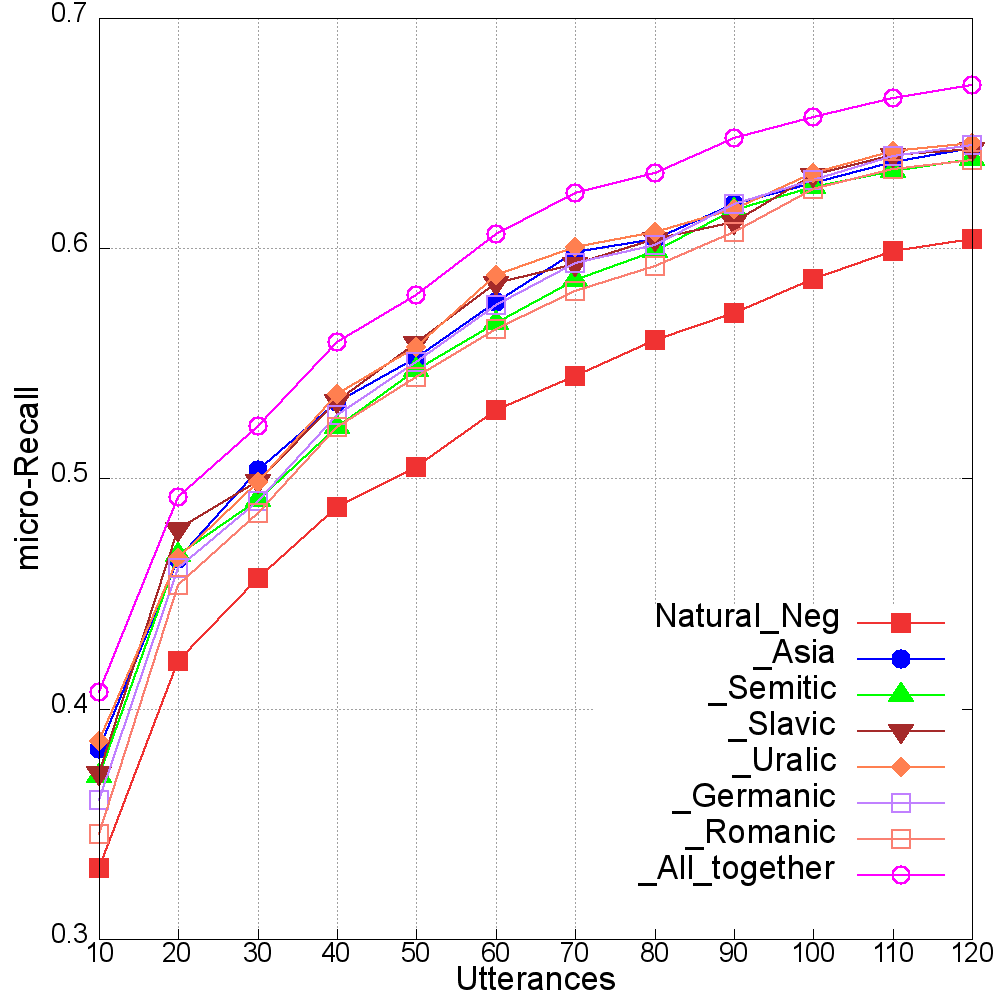 0.7
0.6
0.5
0.4
0.3
micro-Recall
Natural_Neg
_Asia
_Semitic
_Slavic
_Uralic
_Germanic
_Romanic
_All_together
10 20 30 40 50 60 70 80 90 100 110 120
Utterances